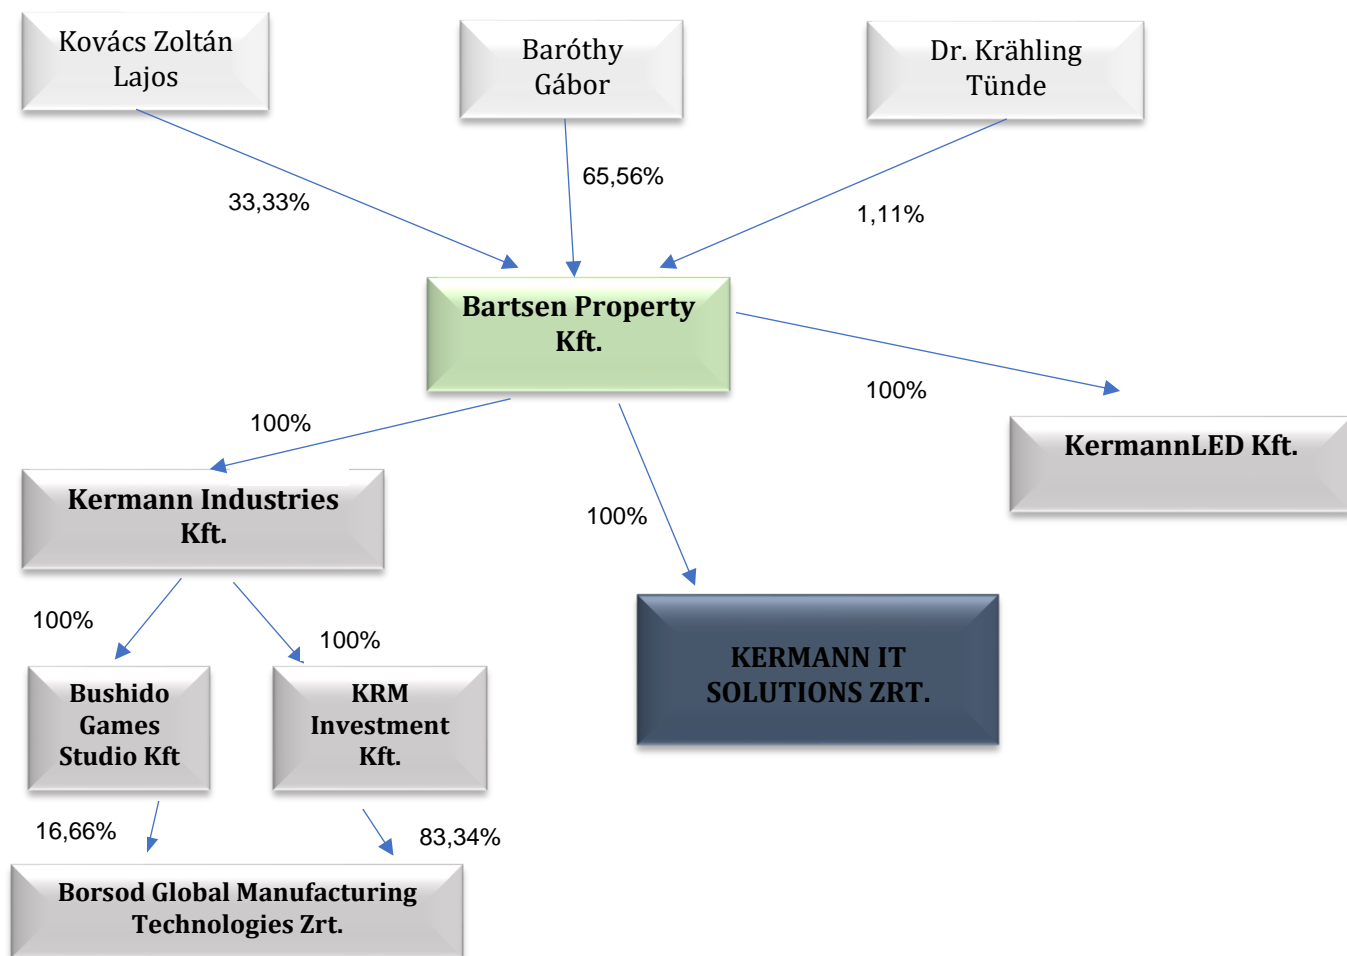 Kovács Zoltán
Lajos
Baróthy
Gábor
Dr. Krähling
Tünde
33,33%
65,56%
1,11%
Bartsen Property
Kft.
100%
100%
100%
KermannLED Kft.
Kermann Industries
Kft.
KERMANN IT
SOLUTIONS ZRT.
100%
100%
Bushido
Games
Studio Kft
KRM
Investment
Kft.
16,66%
83,34%
Borsod Global Manufacturing
Technologies Zrt.